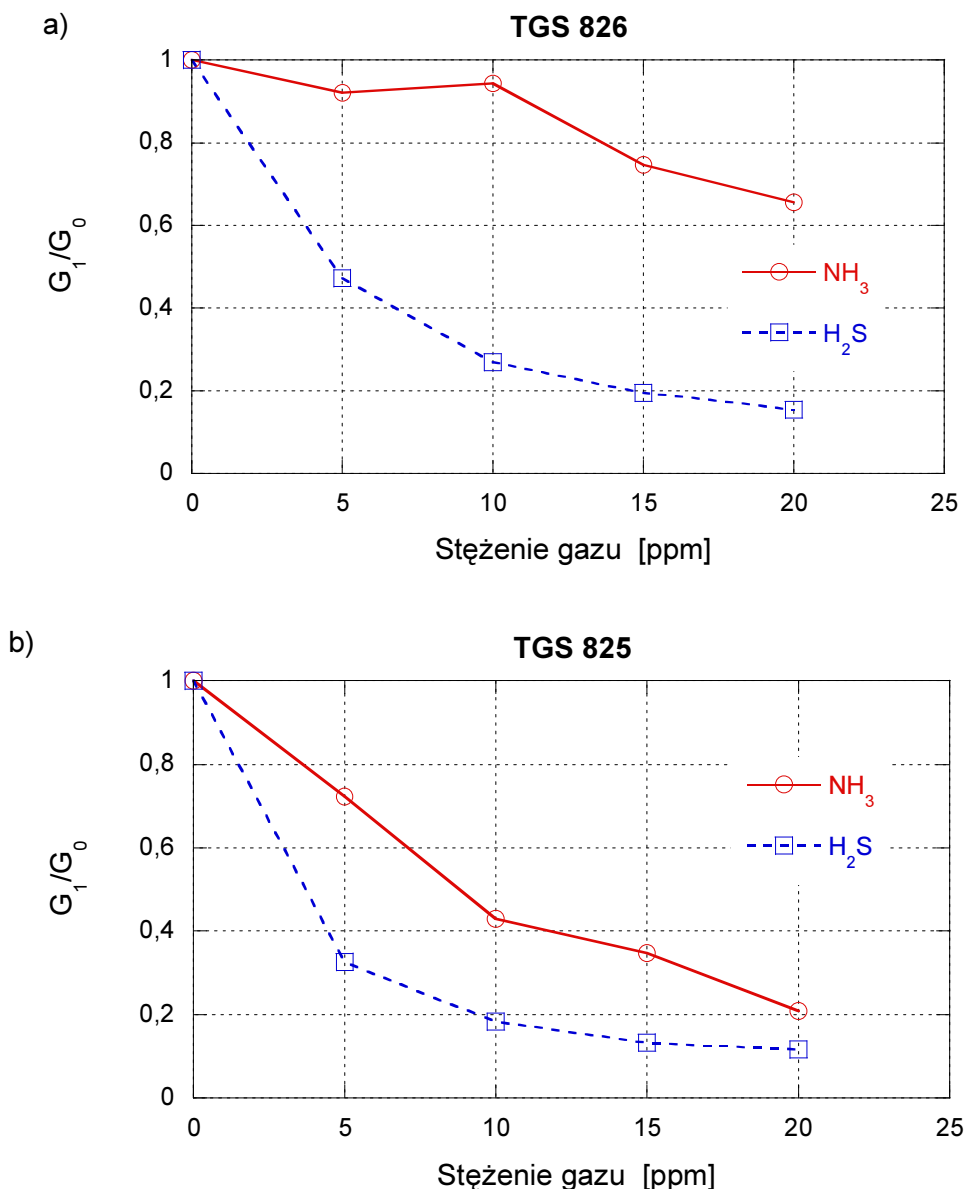 a)
TGS 826
1
0,8
0,6
0,4
0,2
0
G₁/G₀
NH₃
H₂S
0 5 10 15 20 25
Stężenie gazu [ppm]
b)
TGS 825
1
0,8
0,6
0,4
0,2
0
G₁/G₀
NH₃
H₂S
0 5 10 15 20 25
Stężenie gazu [ppm]